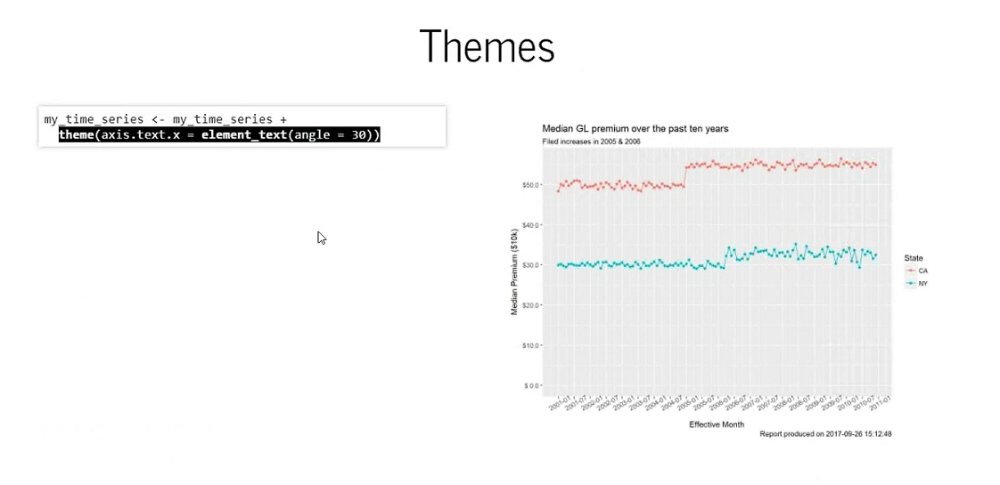 Themes
my_time_series <- my_time_series +
theme(axis.text.x = element_text(angle = 30))
Median GL premium over the past ten years
Filed increases in 2005 & 2006
$50.0
$40.0
$30.0
$20.0
$10.0
$ 0.0
Median Premium ($10k)
State
CA
NY
2001-01 2001-07 2002-01 2002-07 2003-01 2003-07 2004-01 2004-07 2005-01 2005-07 2006-01 2006-07 2007-01 2007-07 2008-01 2008-07 2009-01 2009-07 2010-01 2010-07 2011-01
Effective Month
Report produced on 2017-09-26 15:12:48